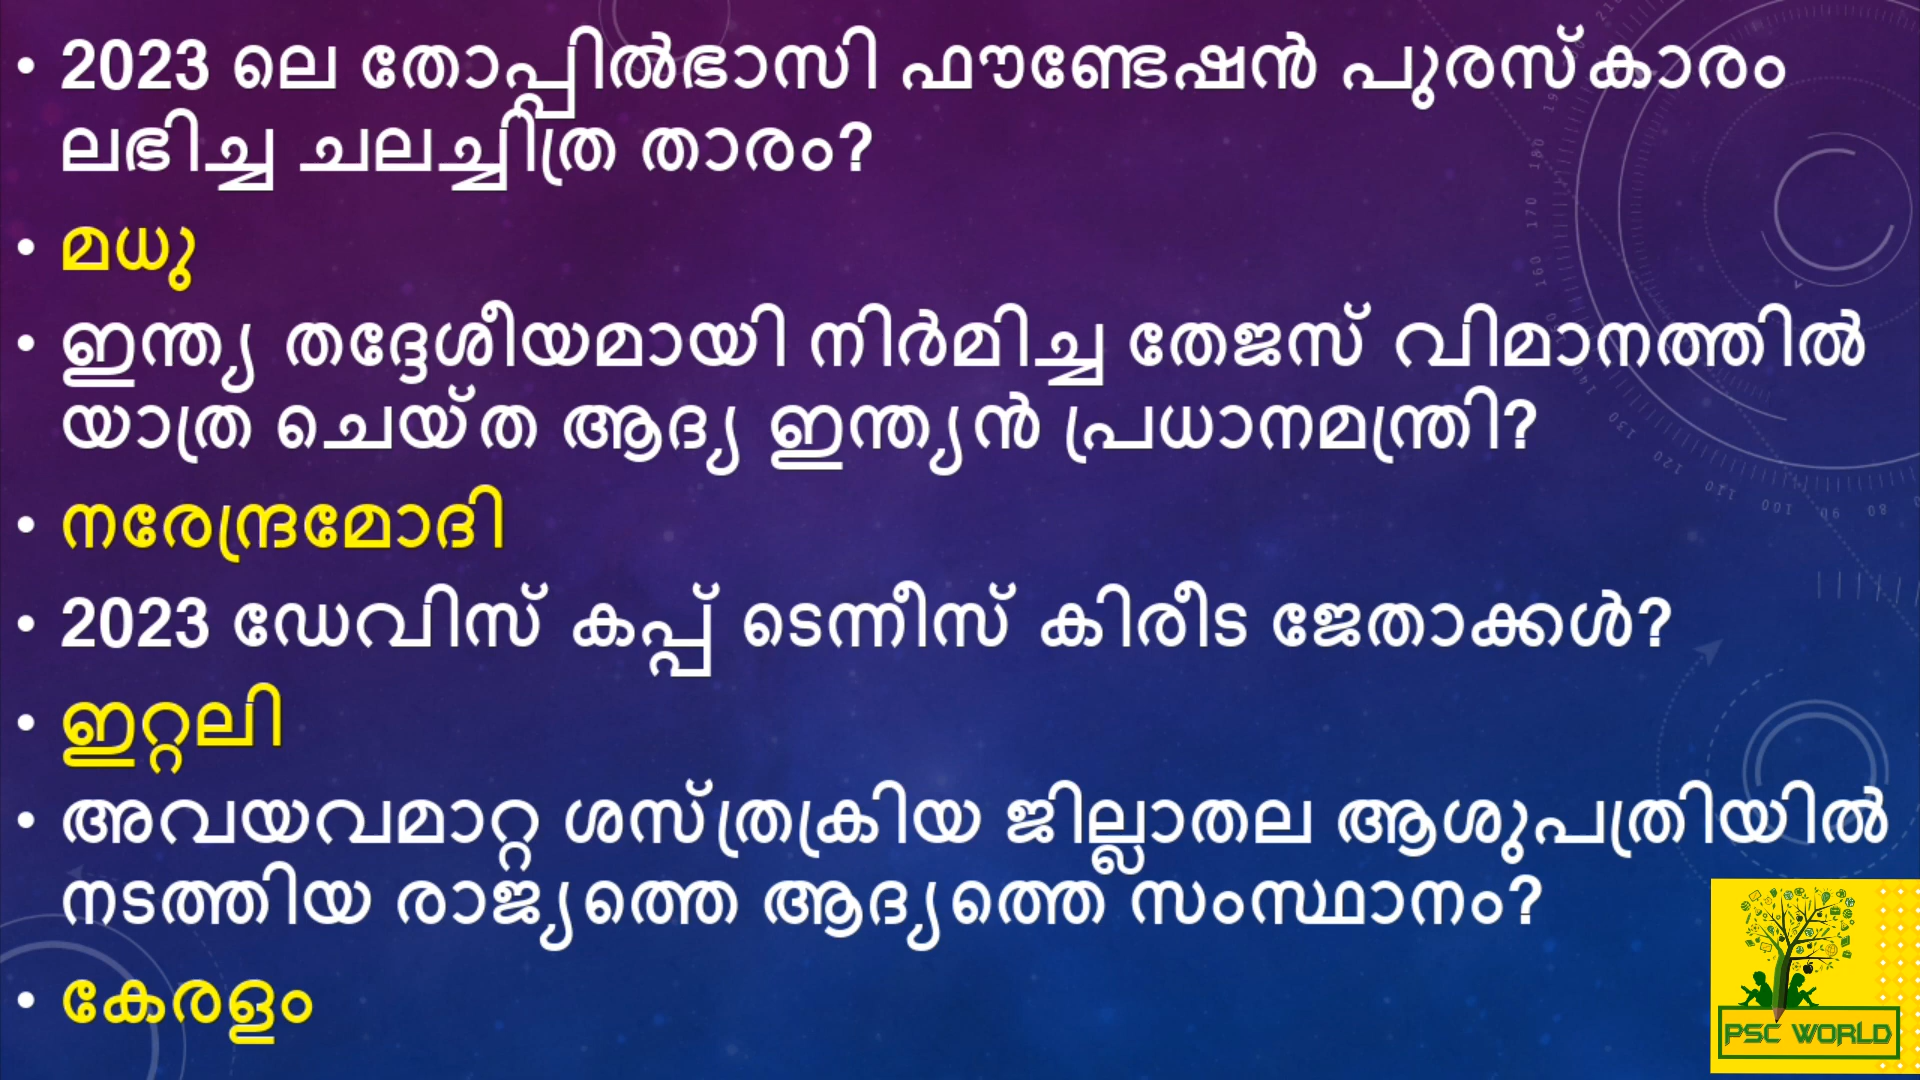 • 2023 ലെ തോപ്പിൽഭാസി ഫൗണ്ടേഷൻ പുരസ്കാരം
ലഭിച്ച ചലച്ചിത്ര താരം?
• മധു
• ഇന്ത്യ തദ്ദേശീയമായി നിർമിച്ച തേജസ് വിമാനത്തിൽ
യാത്ര ചെയ്ത ആദ്യ ഇന്ത്യൻ പ്രധാനമന്ത്രി?
• നരേന്ദ്രമോദി
• 2023 ഡേവിസ് കപ്പ് ടെന്നീസ് കിരീട ജേതാക്കൾ?
• ഇറ്റലി
• അവയവമാറ്റ ശസ്ത്രക്രിയ ജില്ലാതല ആശുപത്രിയിൽ
നടത്തിയ രാജ്യത്തെ ആദ്യത്തെ സംസ്ഥാനം?
• കേരളം
PSC WORLD